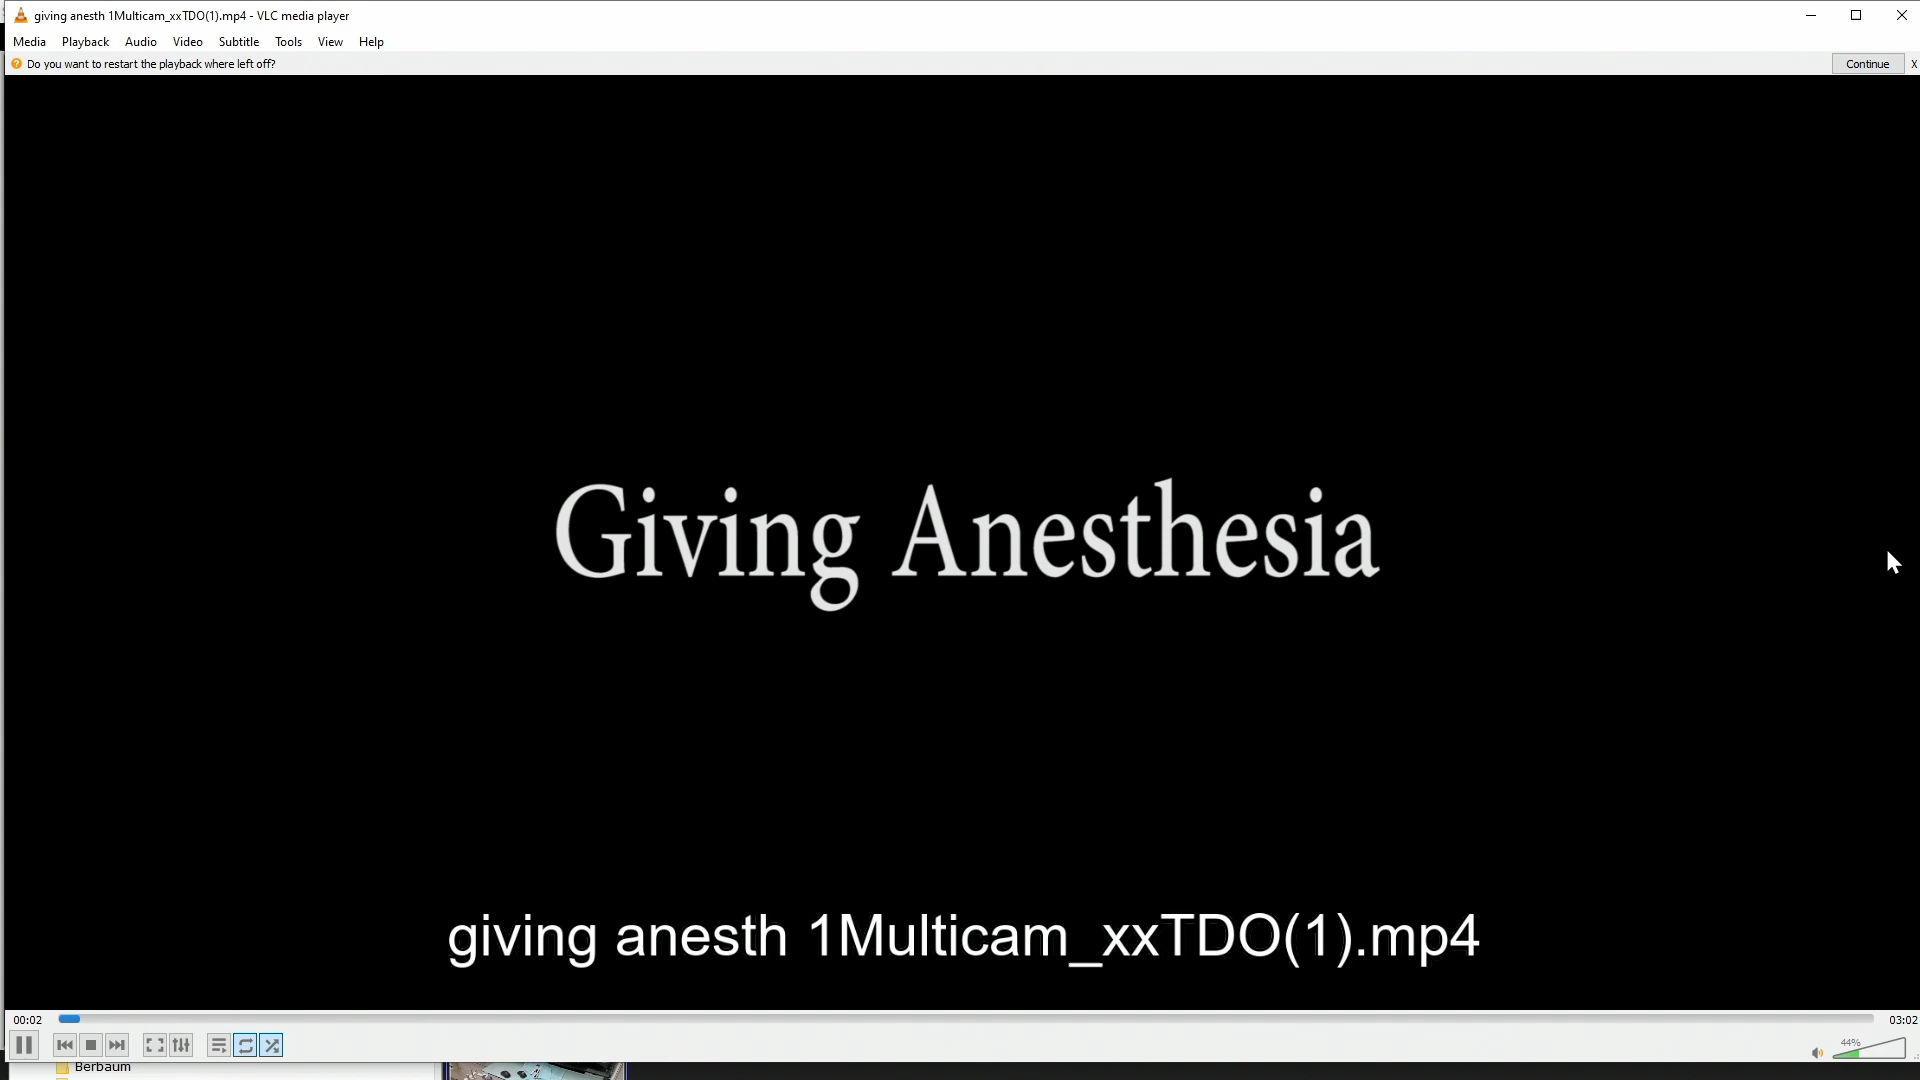 giving anesth 1Multicam_xxTDO(1).mp4 - VLC media player
Media Playback Audio Video Subtitle Tools View Help
Do you want to restart the playback where left off? Continue X
Giving Anesthesia
giving anesth 1Multicam_xxTDO(1).mp4
00:02 03:02
44%
Berbaum